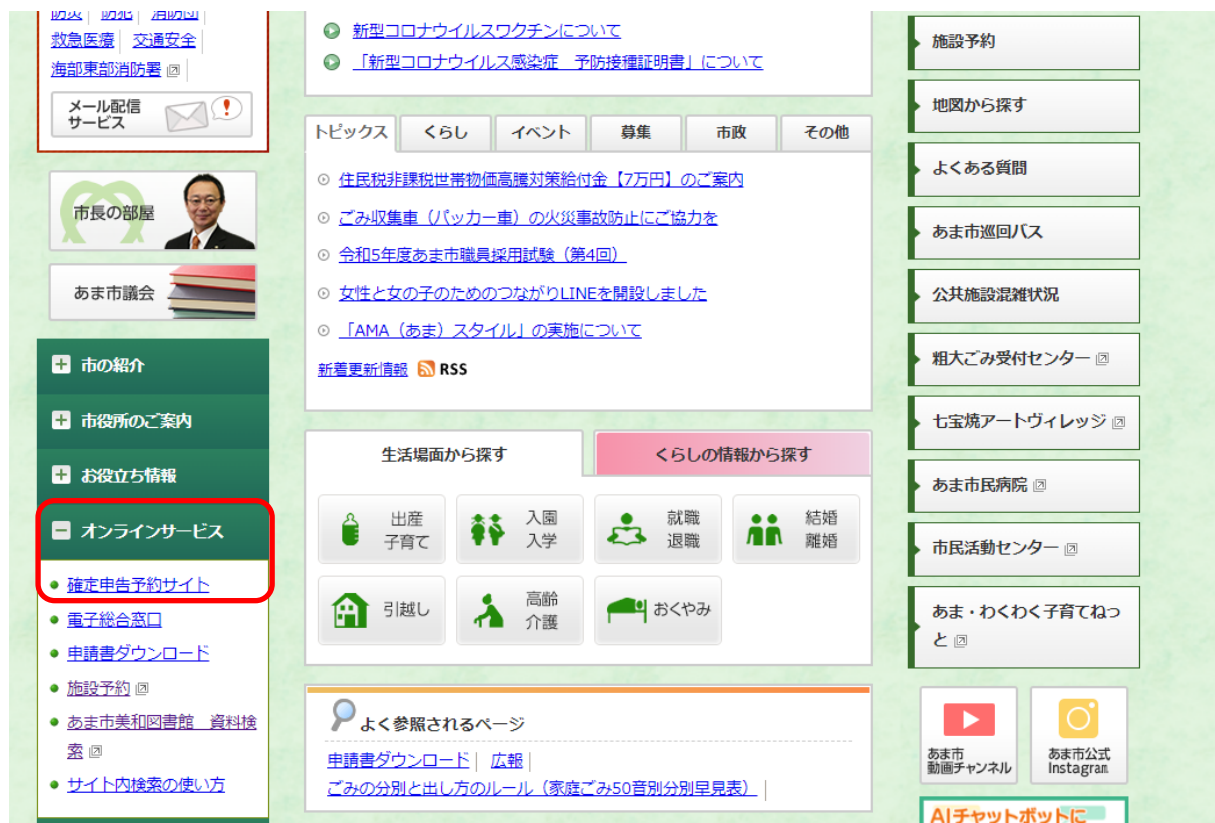 防災 防犯 消防団
救急医療 交通安全
海部東部消防署
メール配信
サービス
市長の部屋
あま市議会
市の紹介
市役所のご案内
お役立ち情報
オンラインサービス
確定申告予約サイト
電子総合窓口
申請書ダウンロード
施設予約
あま市美和図書館　資料検
索
サイト内検索の使い方
新型コロナウイルスワクチンについて
「新型コロナウイルス感染症　予防接種証明書」について
トピックス くらし イベント 募集 市政 その他
住民税非課税世帯物価高騰対策給付金【7万円】のご案内
ごみ収集車（パッカー車）の火災事故防止にご協力を
令和5年度あま市職員採用試験（第4回）
女性と女の子のためのつながりLINEを開設しました
「AMA（あま）スタイル」の実施について
新着更新情報 RSS
生活場面から探す くらしの情報から探す
出産
子育て
入園
入学
就職
退職
結婚
離婚
引越し
高齢
介護
おくやみ
よく参照されるページ
申請書ダウンロード 広報
ごみの分別と出し方のルール（家庭ごみ50音別分別早見表）
施設予約
地図から探す
よくある質問
あま市巡回バス
公共施設混雑状況
粗大ごみ受付センター
七宝焼アートヴィレッジ
あま市民病院
市民活動センター
あま・わくわく子育てねっ
と
あま市
動画チャンネル
あま市公式
Instagram
AIチャットボットに